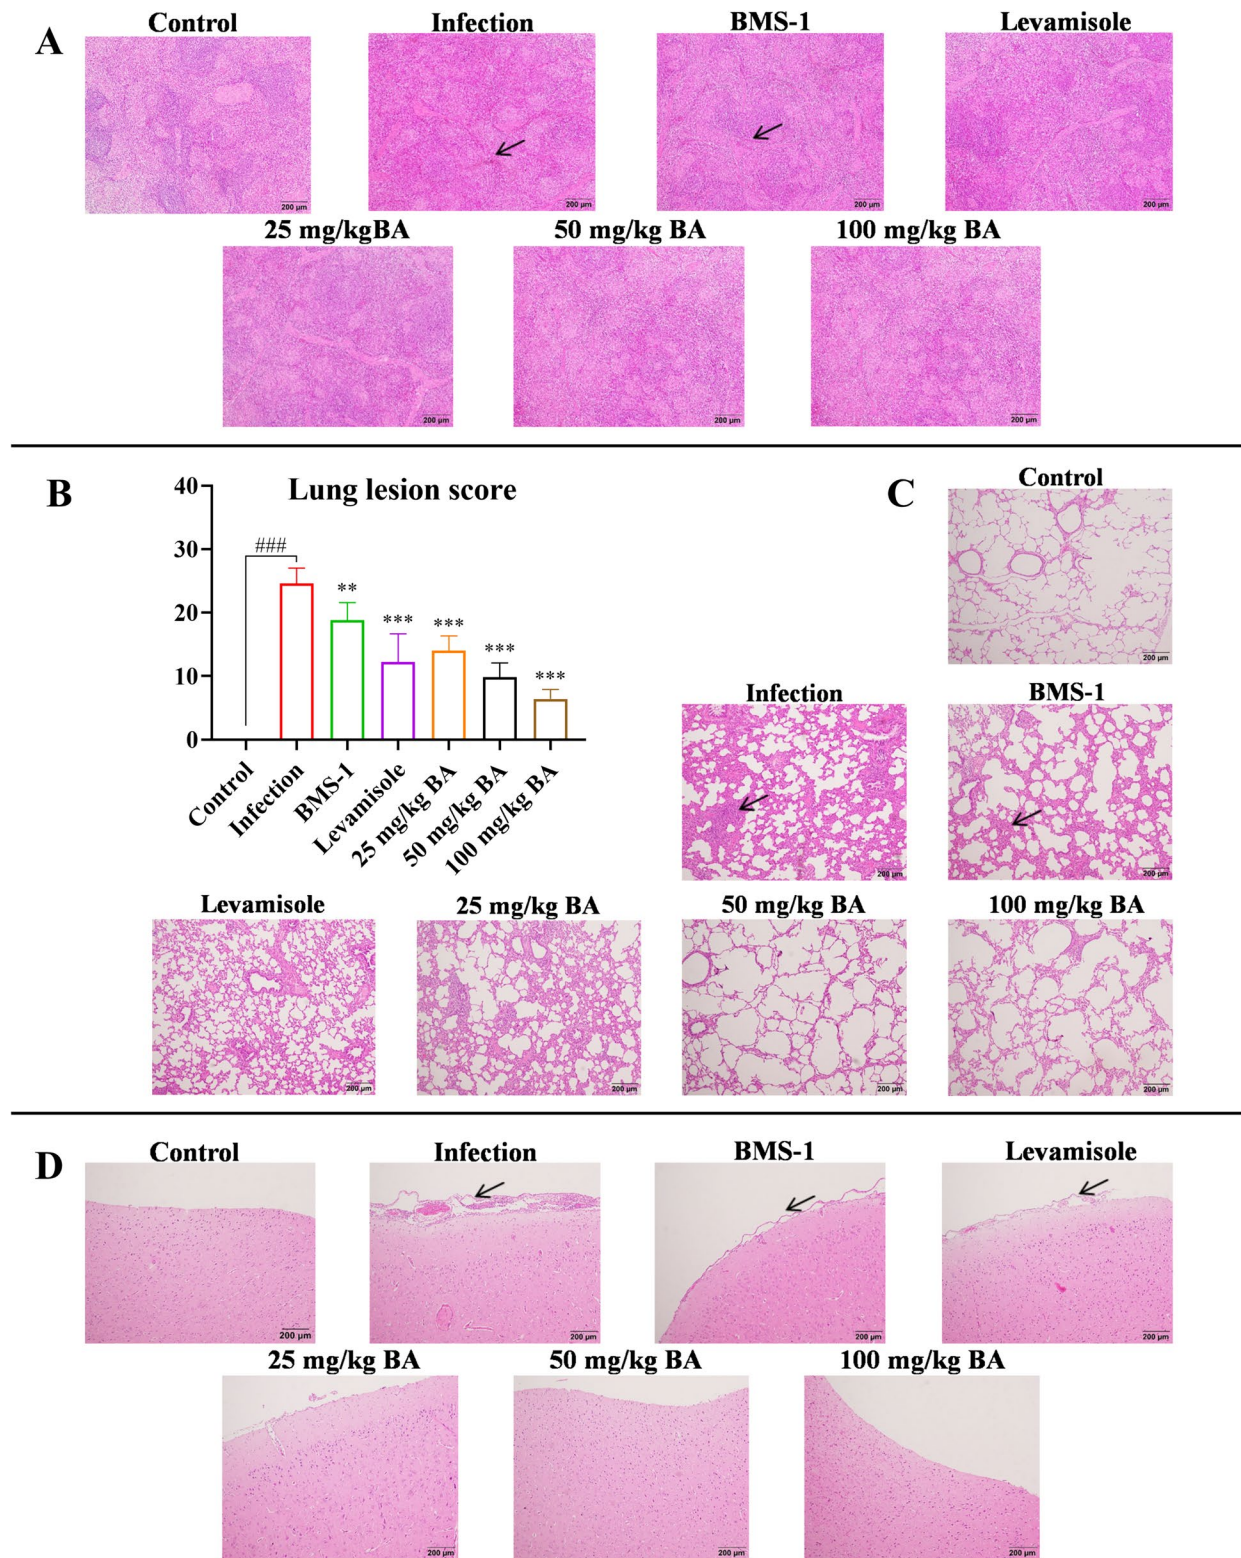 A
Control
Infection
BMS-1
Levamisole
200 µm
200 µm
200 µm
200 µm
25 mg/kgBA
50 mg/kg BA
100 mg/kg BA
200 µm
200 µm
200 µm
B
Lung lesion score
40
30
20
10
0
###
**
***
***
***
***
Control
Infection
BMS-1
Levamisole
25 mg/kg BA
50 mg/kg BA
100 mg/kg BA
C
Control
200 µm
Infection
BMS-1
200 µm
200 µm
Levamisole
25 mg/kg BA
50 mg/kg BA
100 mg/kg BA
200 µm
200 µm
200 µm
200 µm
D
Control
Infection
BMS-1
Levamisole
200 µm
200 µm
200 µm
200 µm
25 mg/kg BA
50 mg/kg BA
100 mg/kg BA
200 µm
200 µm
200 µm